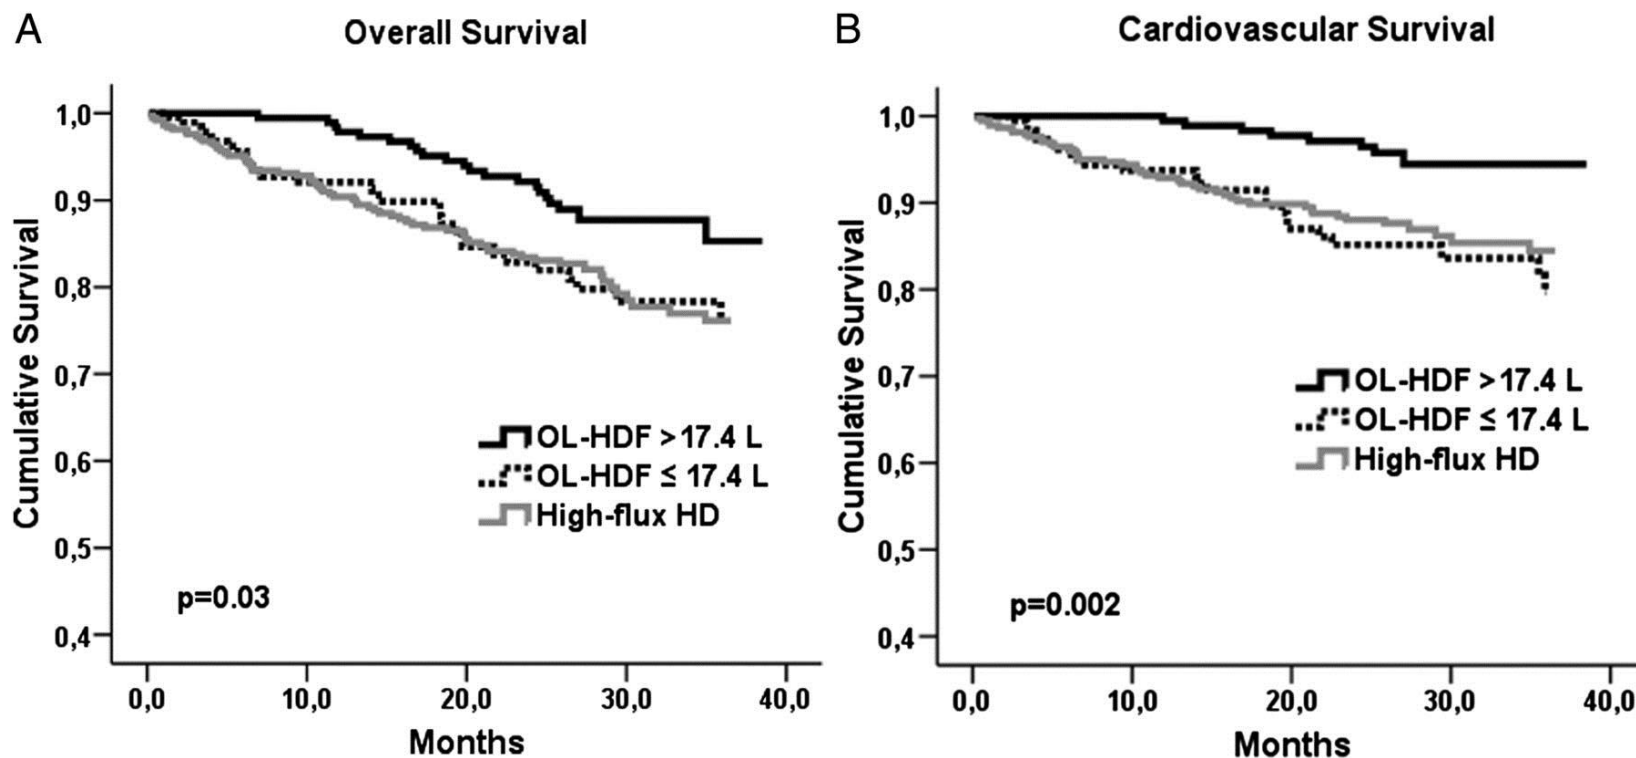 A
Overall Survival
Cumulative Survival
1,0
0,9
0,8
0,7
0,6
0,5
0,4
OL-HDF >17.4 L
OL-HDF ≤ 17.4 L
High-flux HD
p=0.03
0,0 10,0 20,0 30,0 40,0
Months
B
Cardiovascular Survival
Cumulative Survival
1,0
0,9
0,8
0,7
0,6
0,5
0,4
OL-HDF >17.4 L
OL-HDF ≤ 17.4 L
High-flux HD
p=0.002
0,0 10,0 20,0 30,0 40,0
Months